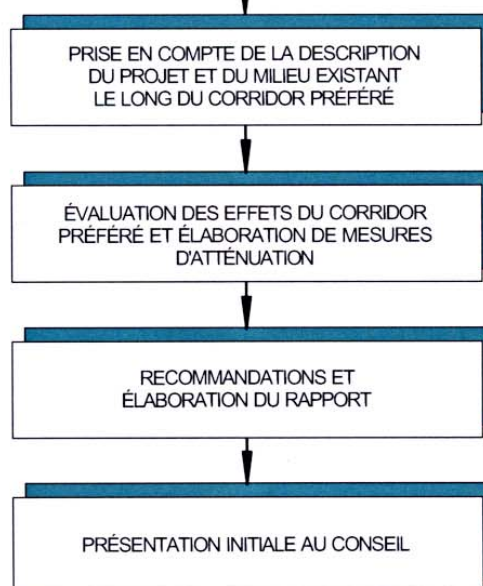 PRISE EN COMPTE DE LA DESCRIPTION
DU PROJET ET DU MILIEU EXISTANT
LE LONG DU CORRIDOR PRÉFÉRÉ
ÉVALUATION DES EFFETS DU CORRIDOR
PRÉFÉRÉ ET ÉLABORATION DE MESURES
D'ATTÉNUATION
RECOMMANDATIONS ET
ÉLABORATION DU RAPPORT
PRÉSENTATION INITIALE AU CONSEIL